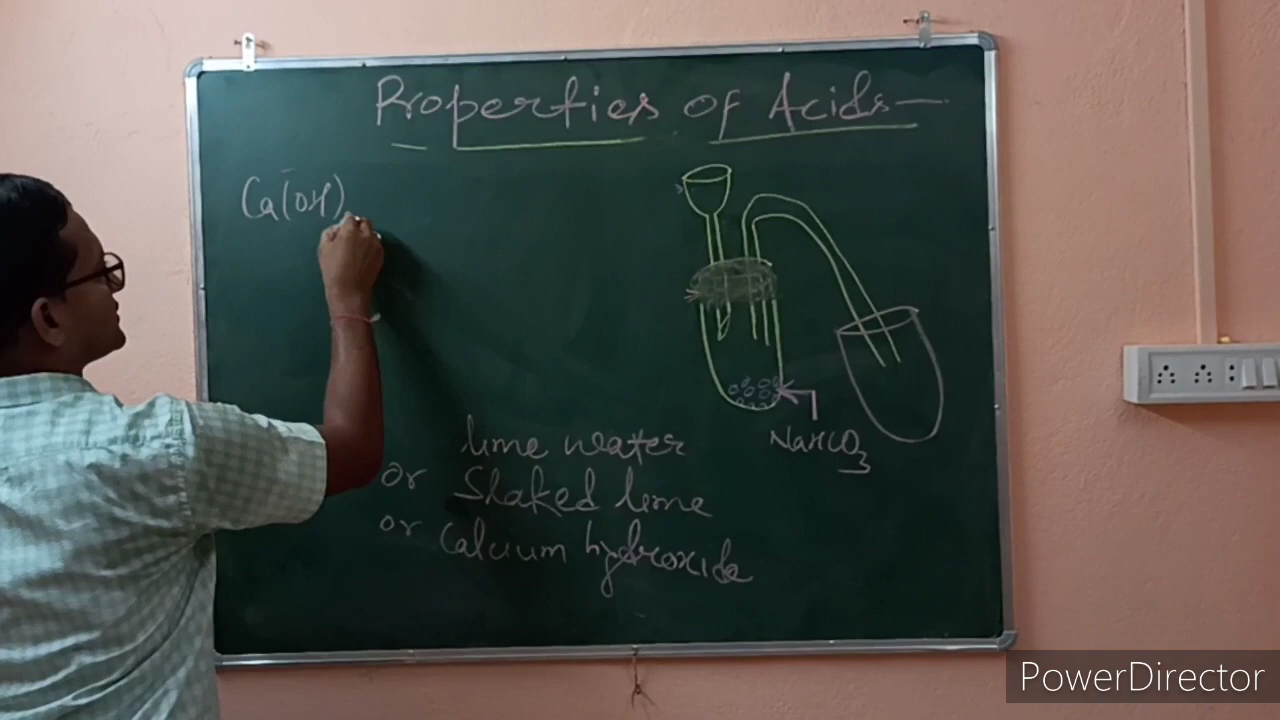 Properties of Acids—
Ca(OH)
NaHCO3
lime water
or Slaked lime
or Calcium hydroxide
PowerDirector